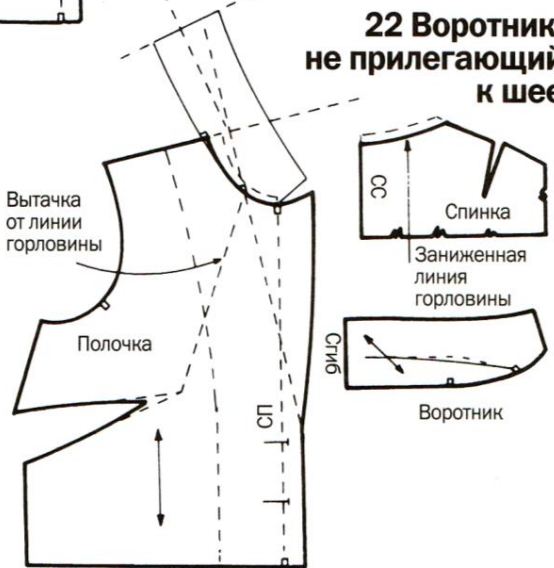 22 Воротник,
не прилегающий
к шее
Вытачка
от линии
горловины
Полочка
СП
СС
Спинка
Заниженная
линия
горловины
Сгиб
Воротник